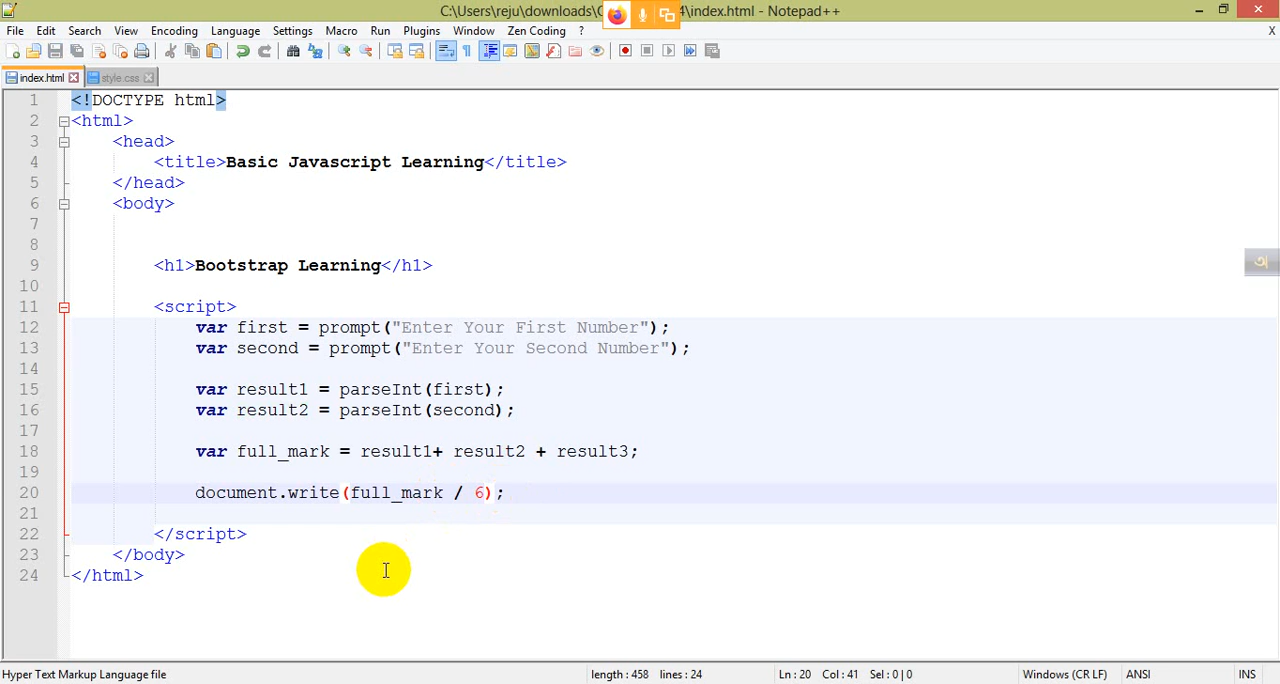 C:\Users\reju\downloads\C 4\index.html - Notepad++
File Edit Search View Encoding Language Settings Macro Run Plugins Window Zen Coding ? X
index.html style.css
1 <!DOCTYPE html>
2 <html>
3 <head>
4 <title>Basic Javascript Learning</title>
5 </head>
6 <body>
7
8
9 <h1>Bootstrap Learning</h1>
10
11 <script>
12 var first = prompt("Enter Your First Number");
13 var second = prompt("Enter Your Second Number");
14
15 var result1 = parseInt(first);
16 var result2 = parseInt(second);
17
18 var full_mark = result1+ result2 + result3;
19
20 document.write(full_mark / 6);
21
22 </script>
23 </body>
24 </html>
অ
Hyper Text Markup Language file length : 458 lines : 24 Ln : 20 Col : 41 Sel : 0 | 0 Windows (CR LF) ANSI INS